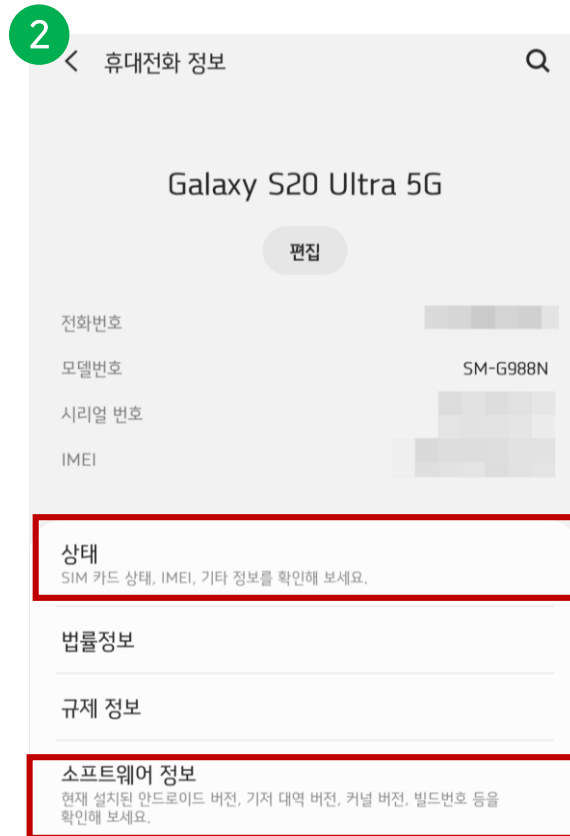 2
휴대전화 정보
Galaxy S20 Ultra 5G
편집
전화번호
모델번호 SM-G988N
시리얼 번호
IMEI
상태
SIM 카드 상태, IMEI, 기타 정보를 확인해 보세요.
법률정보
규제 정보
소프트웨어 정보
현재 설치된 안드로이드 버전, 기저 대역 버전, 커널 버전, 빌드번호 등을
확인해 보세요.